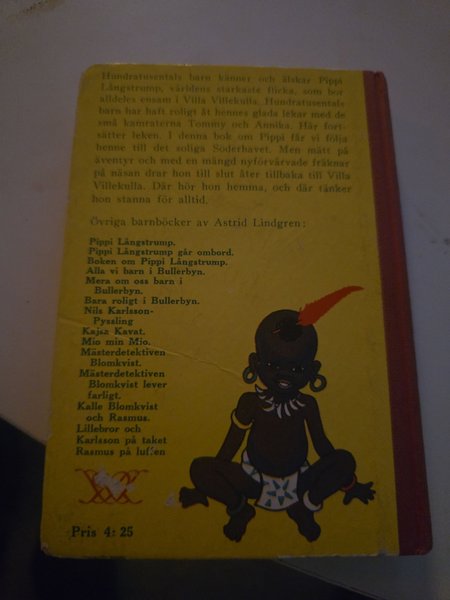 Hundratusentals barn känner och älskar Pippi
Långstrump, världens starkaste flicka, som bor
alldeles ensam i Villa Villekulla. Hundratusentals
barn har haft roligt åt hennes glada lekar med de
små kamraterna Tommy och Annika. Här fort-
sätter leken. I denna bok om Pippi får vi följa
henne till det soliga Söderhavet. Men mätt på
äventyr och med en mängd nyförvärvade fräknar
på näsan drar hon till slut åter tillbaka till Villa
Villekulla. Där hör hon hemma, och där tänker
hon stanna för alltid.
Övriga barnböcker av Astrid Lindgren:
Pippi Långstrump.
Pippi Långstrump går ombord.
Boken om Pippi Långstrump.
Alla vi barn i Bullerbyn.
Mera om oss barn i
Bullerbyn.
Bara roligt i Bullerbyn.
Nils Karlsson-
Pyssling
Kajsa Kavat.
Mio min Mio.
Mästerdetektiven
Blomkvist.
Mästerdetektiven
Blomkvist lever
farligt.
Kalle Blomkvist
och Rasmus.
Lillebror och
Karlsson på taket
Rasmus på luffen
Pris 4: 25